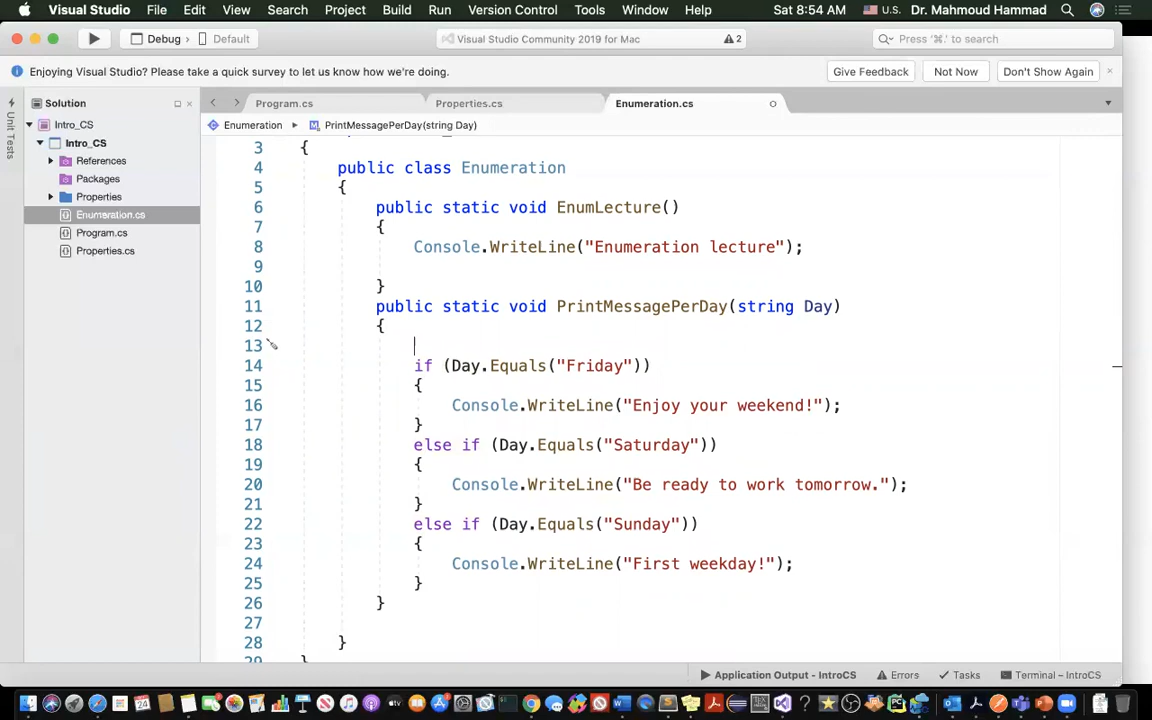 Visual Studio File Edit View Search Project Build Run Version Control Tools Window Help Sat 8:54 AM U.S. Dr. Mahmoud Hammad
Debug › Default Visual Studio Community 2019 for Mac 2 Press '⌘.' to search
Enjoying Visual Studio? Please take a quick survey to let us know how we're doing. Give Feedback Not Now Don't Show Again ×
Solution Program.cs Properties.cs Enumeration.cs
Unit Tests
Intro_CS Enumeration PrintMessagePerDay(string Day)
Intro_CS
References
Packages
Properties
Enumeration.cs
Program.cs
Properties.cs
3 {
4 public class Enumeration
5 {
6 public static void EnumLecture()
7 {
8 Console.WriteLine("Enumeration lecture");
9
10 }
11 public static void PrintMessagePerDay(string Day)
12 {
13
14 if (Day.Equals("Friday"))
15 {
16 Console.WriteLine("Enjoy your weekend!");
17 }
18 else if (Day.Equals("Saturday"))
19 {
20 Console.WriteLine("Be ready to work tomorrow.");
21 }
22 else if (Day.Equals("Sunday"))
23 {
24 Console.WriteLine("First weekday!");
25 }
26 }
27
28 }
29 }
Application Output – IntroCS Errors Tasks Terminal – IntroCS